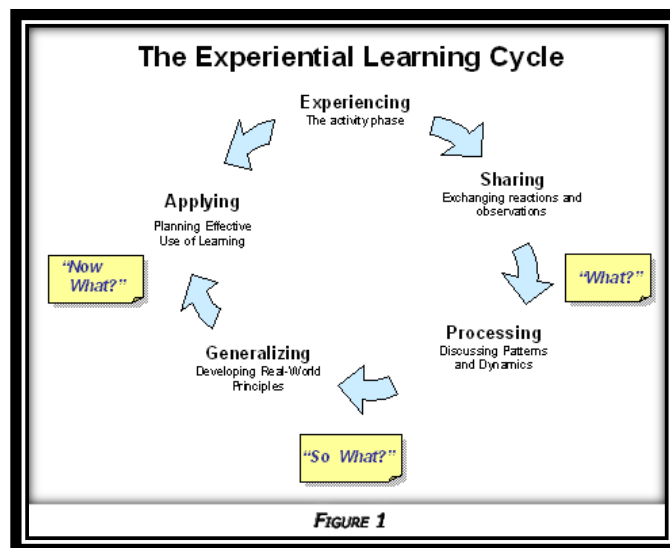 The Experiential Learning Cycle
Experiencing
The activity phase
Sharing
Exchanging reactions and
observations
"What?"
Processing
Discussing Patterns
and Dynamics
"So What?"
Generalizing
Developing Real-World
Principles
"Now
What?"
Applying
Planning Effective
Use of Learning
FIGURE 1